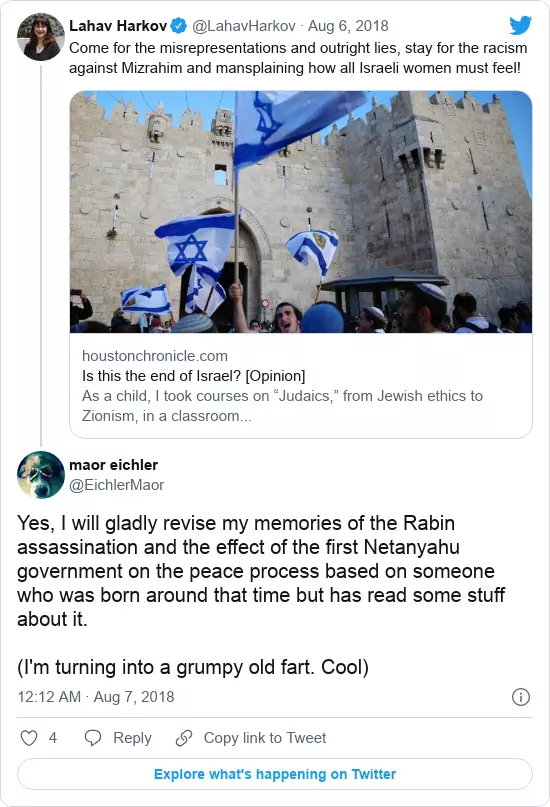 Lahav Harkov @LahavHarkov · Aug 6, 2018
Come for the misrepresentations and outright lies, stay for the racism
against Mizrahim and mansplaining how all Israeli women must feel!
houstonchronicle.com
Is this the end of Israel? [Opinion]
As a child, I took courses on “Judaics,” from Jewish ethics to
Zionism, in a classroom...
maor eichler
@EichlerMaor
Yes, I will gladly revise my memories of the Rabin
assassination and the effect of the first Netanyahu
government on the peace process based on someone
who was born around that time but has read some stuff
about it.
(I'm turning into a grumpy old fart. Cool)
12:12 AM · Aug 7, 2018
4 Reply Copy link to Tweet
Explore what's happening on Twitter